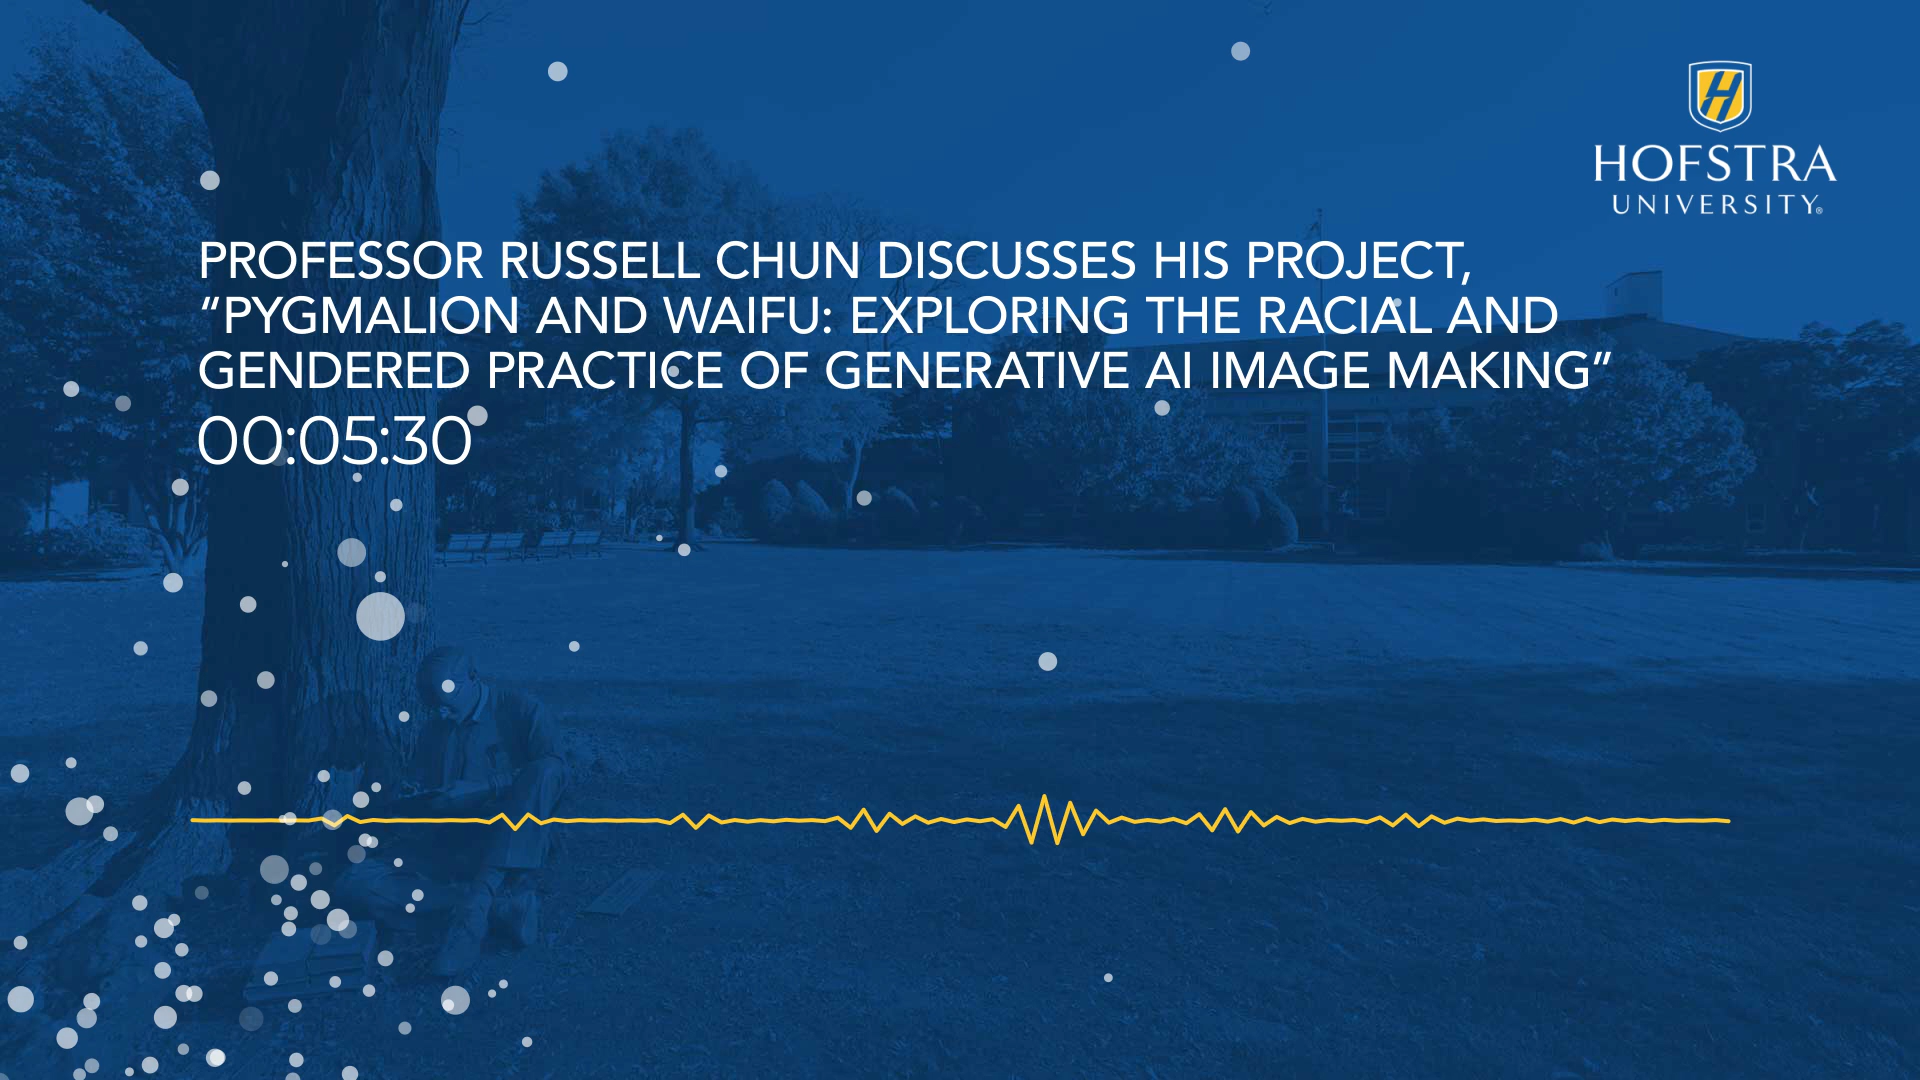 HOFSTRA
UNIVERSITY®
PROFESSOR RUSSELL CHUN DISCUSSES HIS PROJECT,
“PYGMALION AND WAIFU: EXPLORING THE RACIAL AND
GENDERED PRACTICE OF GENERATIVE AI IMAGE MAKING”
00:05:30